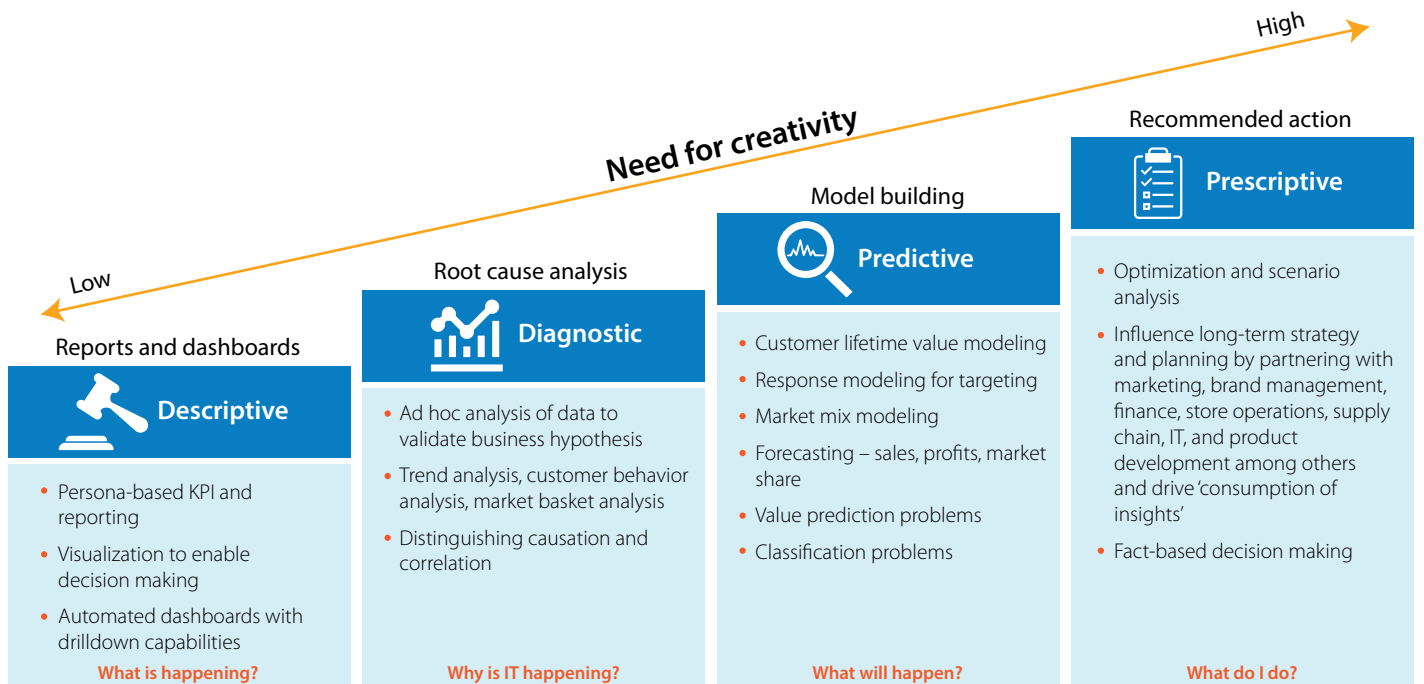 High
Need for creativity
Low
Reports and dashboards
Descriptive
• Persona-based KPI and
reporting
• Visualization to enable
decision making
• Automated dashboards with
drilldown capabilities
What is happening?
Root cause analysis
Diagnostic
• Ad hoc analysis of data to
validate business hypothesis
• Trend analysis, customer behavior
analysis, market basket analysis
• Distinguishing causation and
correlation
Why is IT happening?
Model building
Predictive
• Customer lifetime value modeling
• Response modeling for targeting
• Market mix modeling
• Forecasting – sales, profits, market
share
• Value prediction problems
• Classification problems
What will happen?
Recommended action
Prescriptive
• Optimization and scenario
analysis
• Influence long-term strategy
and planning by partnering with
marketing, brand management,
finance, store operations, supply
chain, IT, and product
development among others
and drive ‘consumption of
insights’
• Fact-based decision making
What do I do?